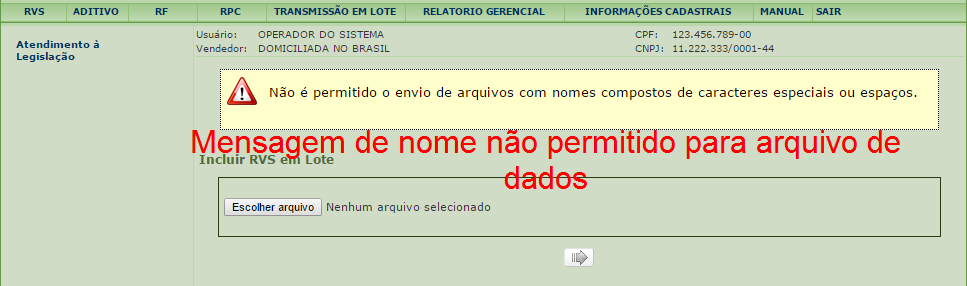 RVS ADITIVO RF RPC TRANSMISSÃO EM LOTE RELATORIO GERENCIAL INFORMAÇÕES CADASTRAIS MANUAL SAIR
Atendimento à
Legislação
Usuário: OPERADOR DO SISTEMA CPF: 123.456.789-00
Vendedor: DOMICILIADA NO BRASIL CNPJ: 11.222.333/0001-44
Não é permitido o envio de arquivos com nomes compostos de caracteres especiais ou espaços.
Mensagem de nome não permitido para arquivo de
dados
Incluir RVS em Lote
Escolher arquivo Nenhum arquivo selecionado